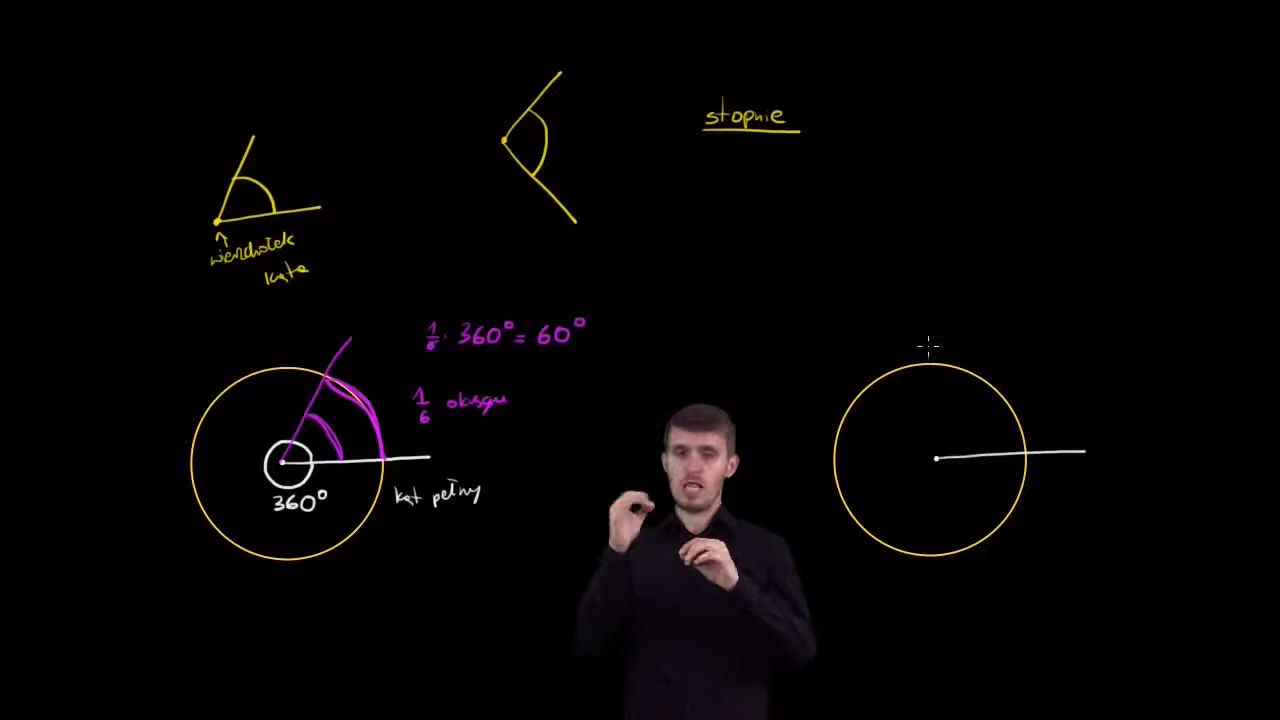 stopnie
wierzchołek
kąta
1/6 · 360° = 60°
1/6 okręgu
360°
kąt pełny